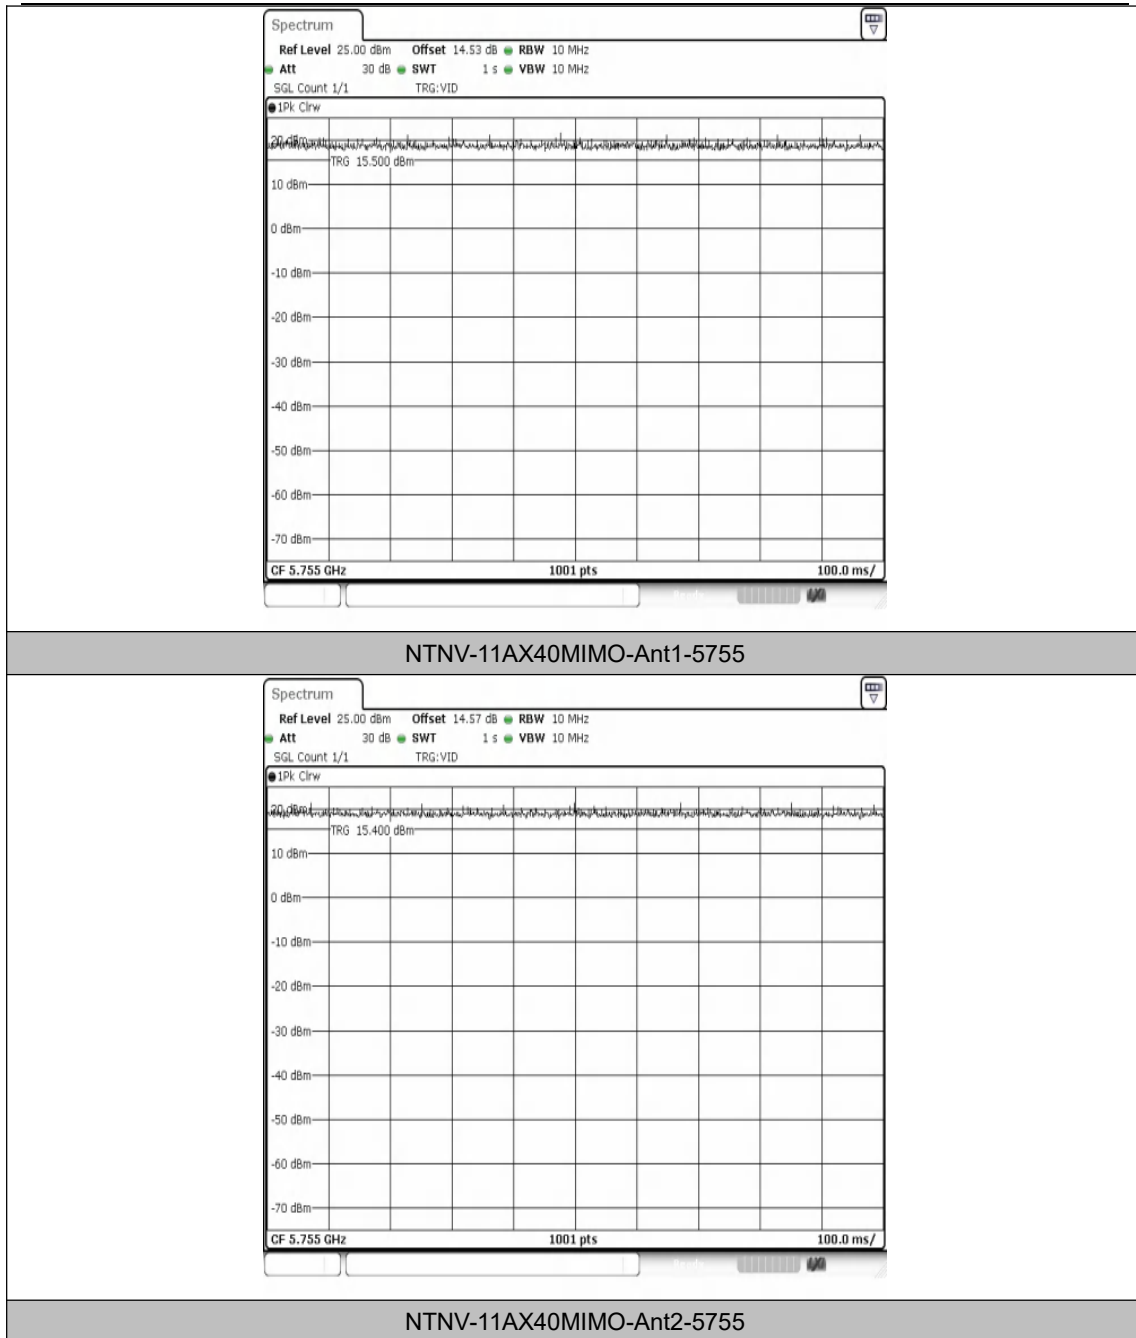 Spectrum
Ref Level 25.00 dBm Offset 14.53 dB RBW 10 MHz
Att 30 dB SWT 1 s VBW 10 MHz
SGL Count 1/1 TRG:VID
1Pk Clrw
20 dBm
TRG 15.500 dBm
10 dBm
0 dBm
-10 dBm
-20 dBm
-30 dBm
-40 dBm
-50 dBm
-60 dBm
-70 dBm
CF 5.755 GHz 1001 pts 100.0 ms/
NTNV-11AX40MIMO-Ant1-5755
Spectrum
Ref Level 25.00 dBm Offset 14.57 dB RBW 10 MHz
Att 30 dB SWT 1 s VBW 10 MHz
SGL Count 1/1 TRG:VID
1Pk Clrw
20 dBm
TRG 15.400 dBm
10 dBm
0 dBm
-10 dBm
-20 dBm
-30 dBm
-40 dBm
-50 dBm
-60 dBm
-70 dBm
CF 5.755 GHz 1001 pts 100.0 ms/
NTNV-11AX40MIMO-Ant2-5755